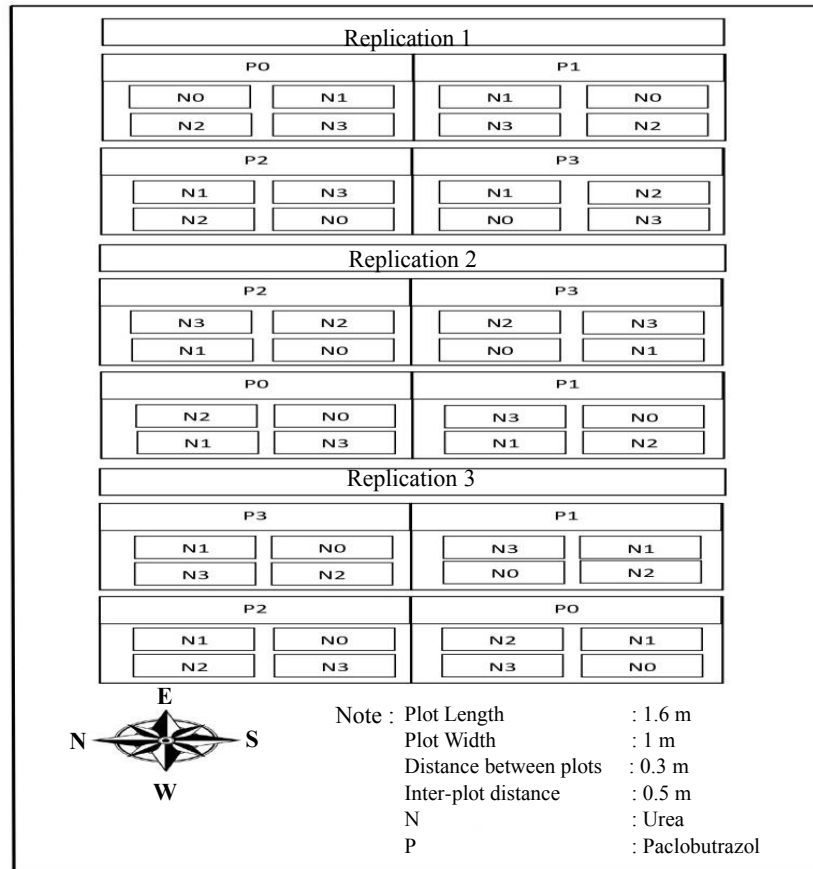 Replication 1
P0 P1
N0 N1 N1 N0
N2 N3 N3 N2
P2 P3
N1 N3 N1 N2
N2 N0 N0 N3
Replication 2
P2 P3
N3 N2 N2 N3
N1 N0 N0 N1
P0 P1
N2 N0 N3 N0
N1 N3 N1 N2
Replication 3
P3 P1
N1 N0 N3 N1
N3 N2 N0 N2
P2 P0
N1 N0 N2 N1
N2 N3 N3 N0
E
N S
W
Note : Plot Length : 1.6 m
Plot Width : 1 m
Distance between plots : 0.3 m
Inter-plot distance : 0.5 m
N : Urea
P : Paclobutrazol